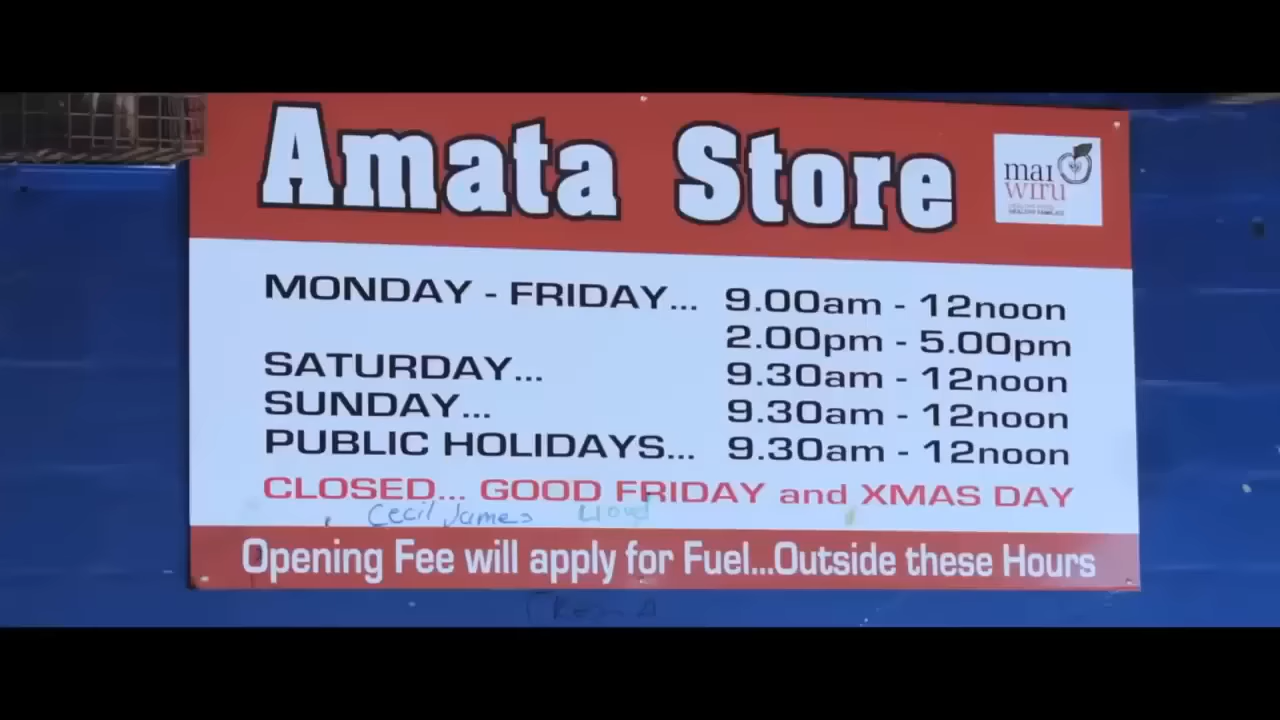 Amata Store
mai
wiru
MONDAY - FRIDAY... 9.00am - 12noon
2.00pm - 5.00pm
SATURDAY... 9.30am - 12noon
SUNDAY... 9.30am - 12noon
PUBLIC HOLIDAYS... 9.30am - 12noon
CLOSED... GOOD FRIDAY and XMAS DAY
Cecil James
Opening Fee will apply for Fuel...Outside these Hours